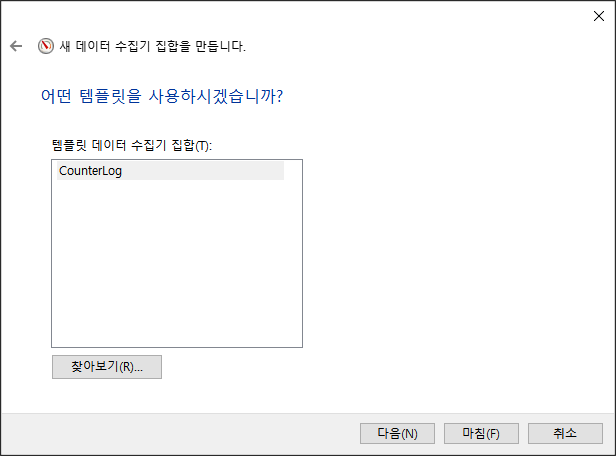 새 데이터 수집기 집합을 만듭니다.
어떤 템플릿을 사용하시겠습니까?
템플릿 데이터 수집기 집합(T):
CounterLog
찾아보기(R)...
다음(N) 마침(F) 취소